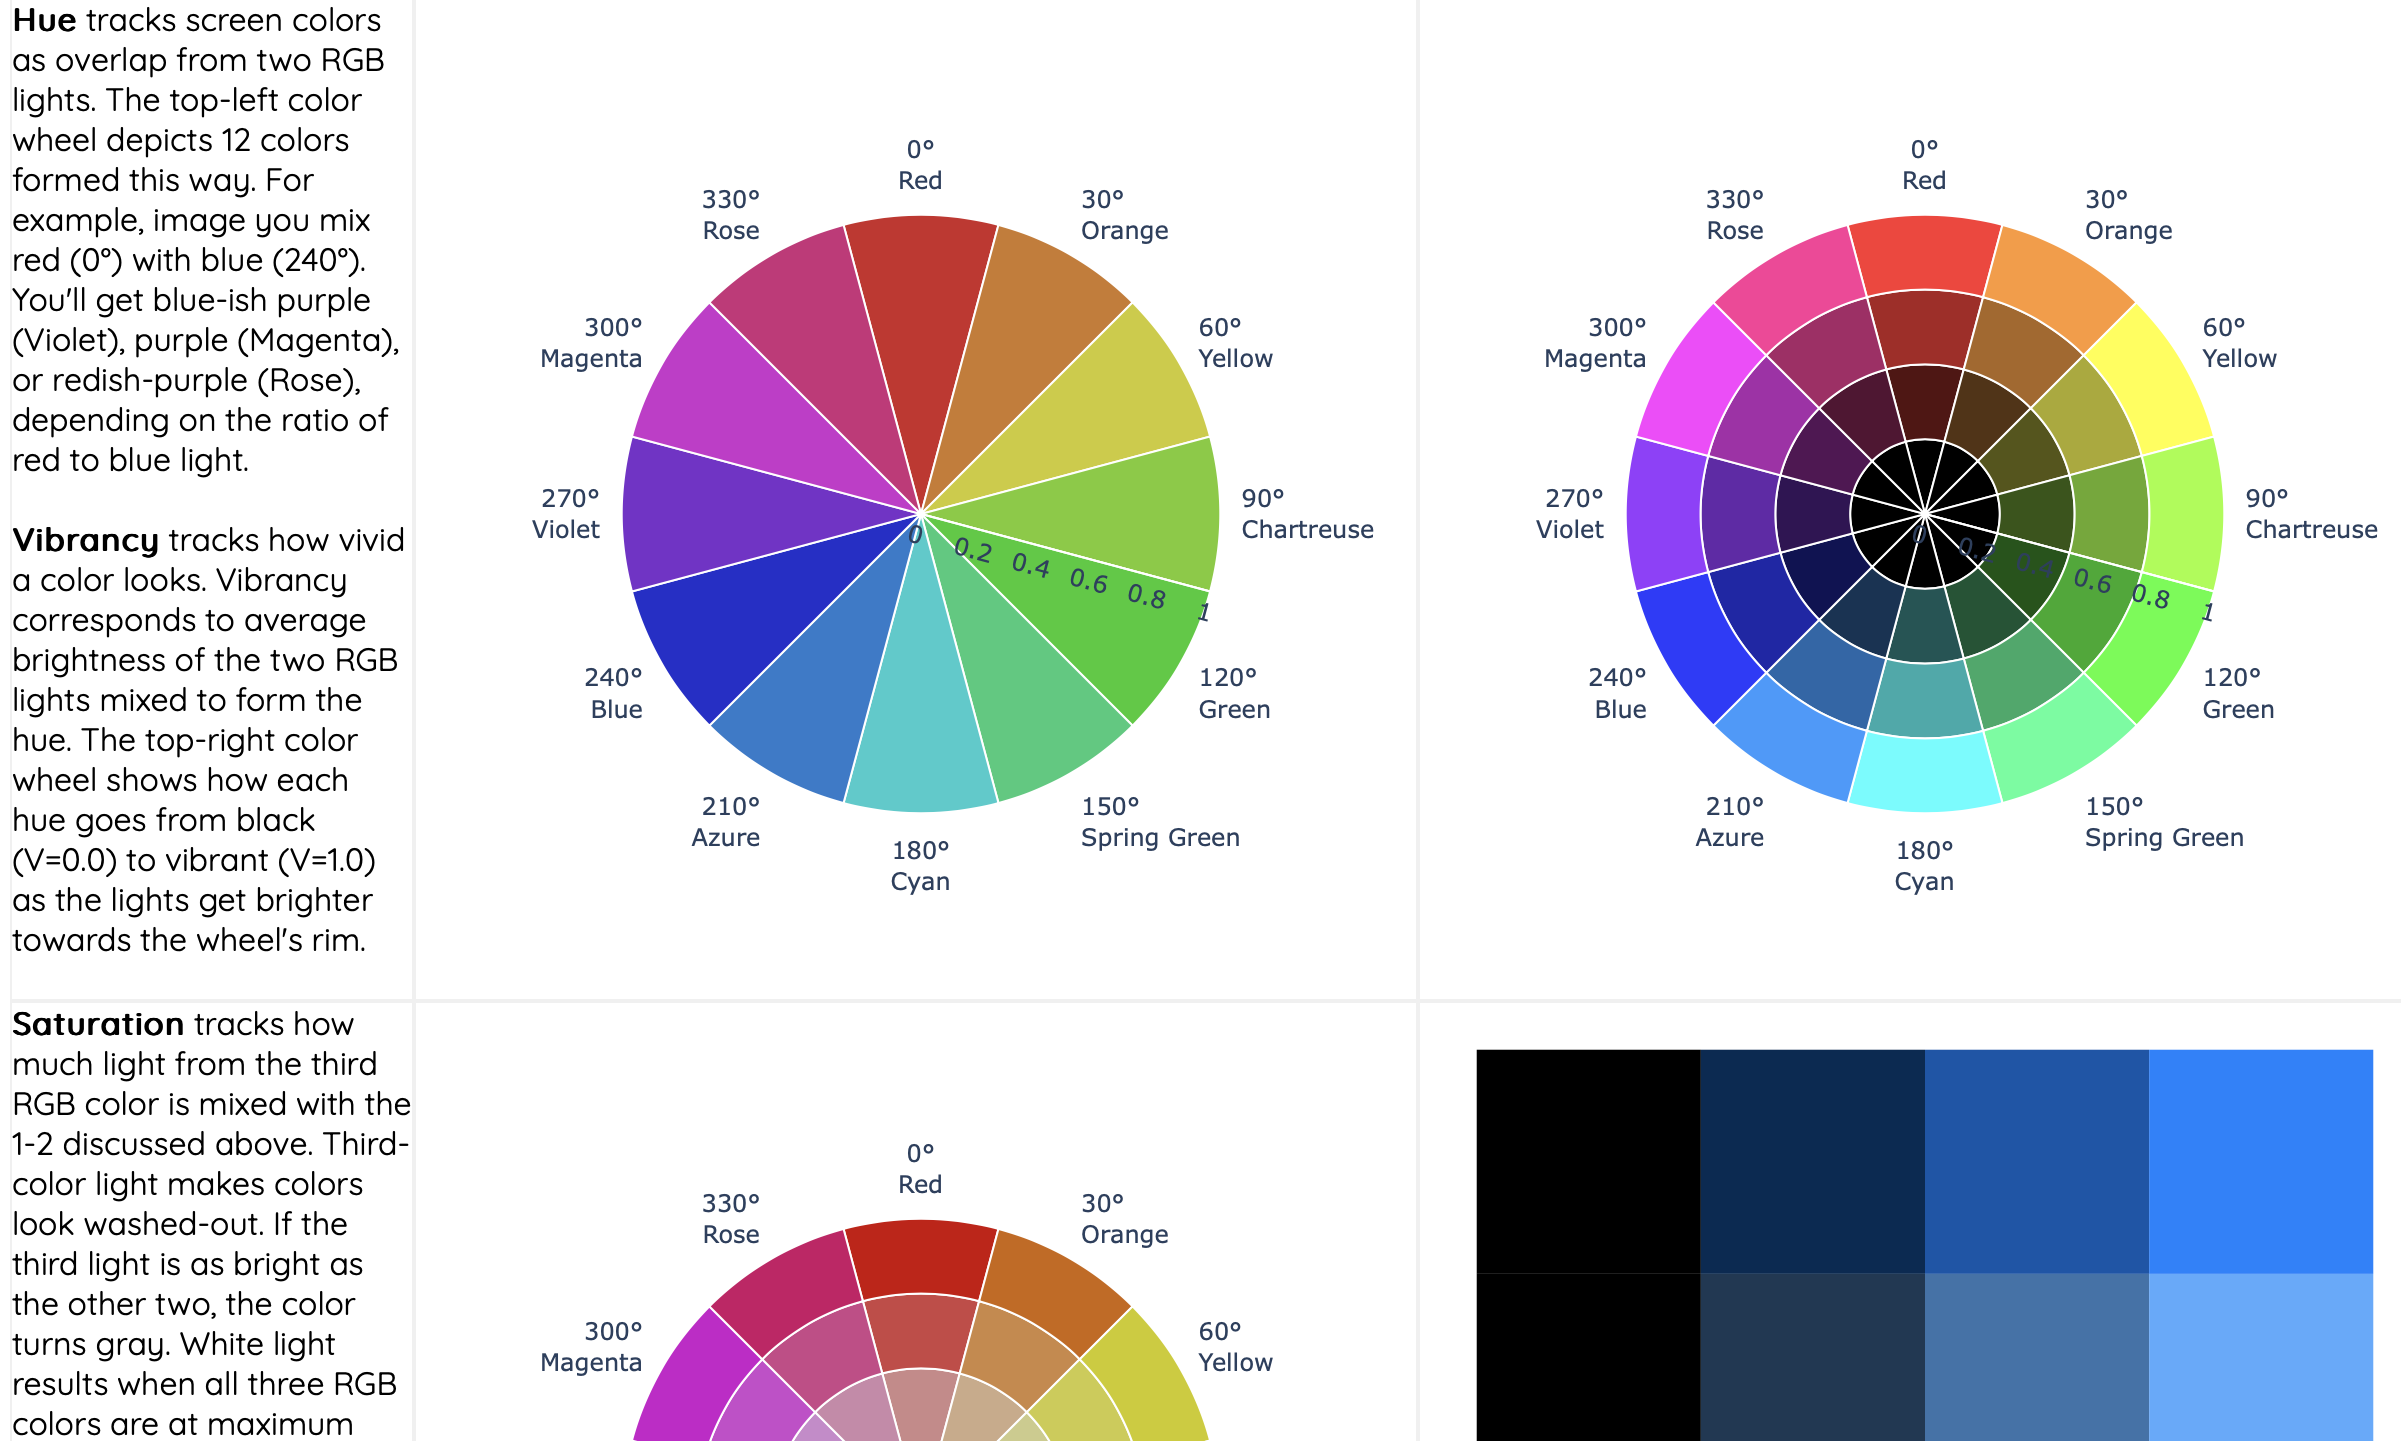 Hue tracks screen colors
as overlap from two RGB
lights. The top-left color
wheel depicts 12 colors
formed this way. For
example, image you mix
red (0°) with blue (240°).
You'll get blue-ish purple
(Violet), purple (Magenta),
or redish-purple (Rose),
depending on the ratio of
red to blue light.
Vibrancy tracks how vivid
a color looks. Vibrancy
corresponds to average
brightness of the two RGB
lights mixed to form the
hue. The top-right color
wheel shows how each
hue goes from black
(V=0.0) to vibrant (V=1.0)
as the lights get brighter
towards the wheel's rim.
0°
Red
30°
Orange
60°
Yellow
90°
Chartreuse
120°
Green
150°
Spring Green
180°
Cyan
210°
Azure
240°
Blue
270°
Violet
300°
Magenta
330°
Rose
0 0.2 0.4 0.6 0.8 1
0°
Red
30°
Orange
60°
Yellow
90°
Chartreuse
120°
Green
150°
Spring Green
180°
Cyan
210°
Azure
240°
Blue
270°
Violet
300°
Magenta
330°
Rose
0 0.2 0.4 0.6 0.8 1
Saturation tracks how
much light from the third
RGB color is mixed with the
1-2 discussed above. Third-
color light makes colors
look washed-out. If the
third light is as bright as
the other two, the color
turns gray. White light
results when all three RGB
colors are at maximum
0°
Red
30°
Orange
60°
Yellow
300°
Magenta
330°
Rose